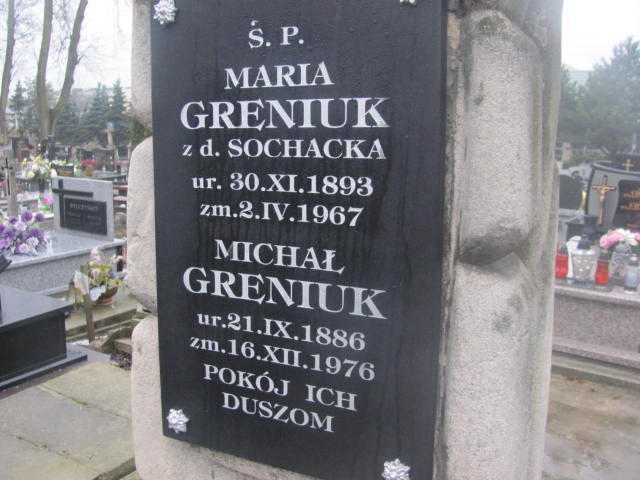 Ś. P.
MARIA
GRENIUK
z d. SOCHACKA
ur. 30.XI.1893
zm.2.IV.1967
MICHAŁ
GRENIUK
ur.21.IX.1886
zm.16.XII.1976
POKÓJ ICH
DUSZOM